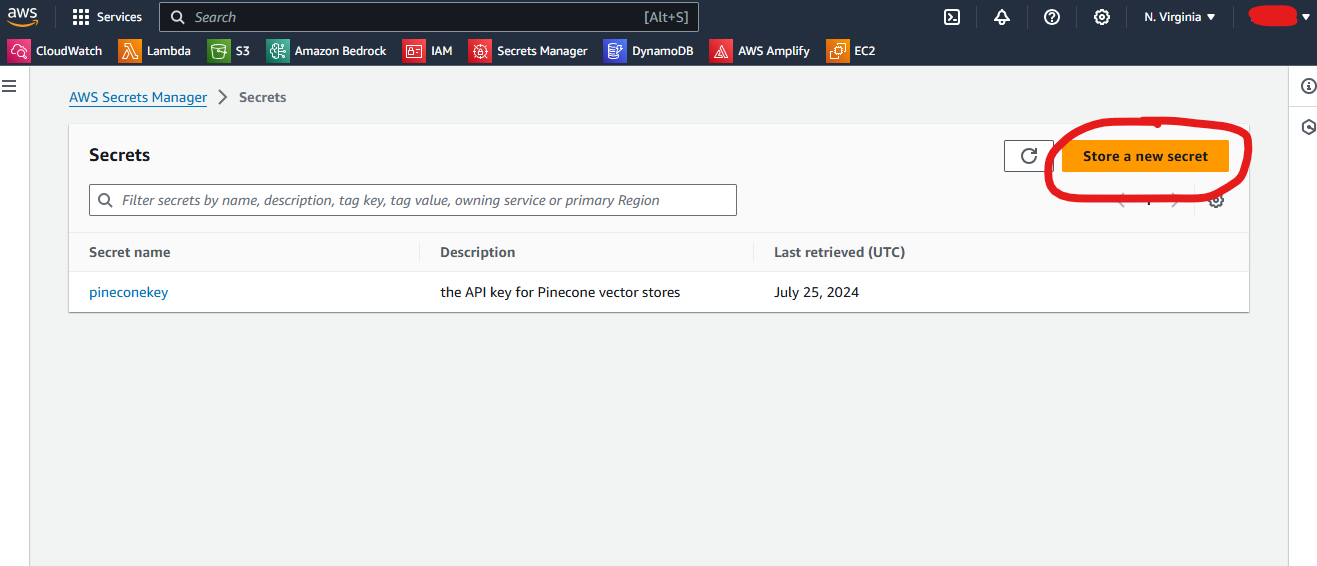 aws Services Search [Alt+S] N. Virginia
CloudWatch Lambda S3 Amazon Bedrock IAM Secrets Manager DynamoDB AWS Amplify EC2
AWS Secrets Manager > Secrets
Secrets
Store a new secret
Filter secrets by name, description, tag key, tag value, owning service or primary Region
Secret name Description Last retrieved (UTC)
pineconekey the API key for Pinecone vector stores July 25, 2024